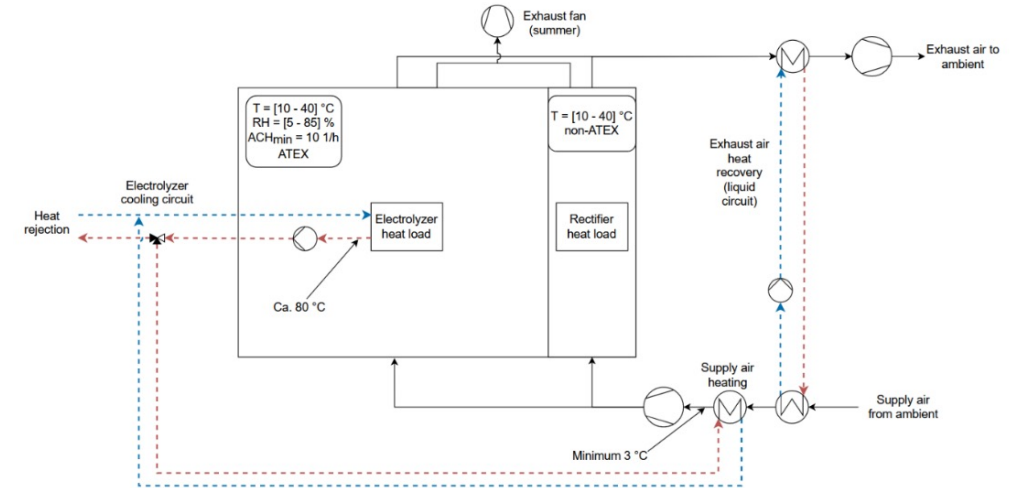 Exhaust fan
(summer)
Exhaust air to
ambient
T = [10 - 40] °C
RH = [5 - 85] %
ACHmin = 10 1/h
ATEX
T = [10 - 40] °C
non-ATEX
Exhaust air
heat
recovery
(liquid
circuit)
Electrolyzer
cooling circuit
Heat
rejection
Electrolyzer
heat load
Rectifier
heat load
Ca. 80 °C
Supply air
heating
Supply air
from ambient
Minimum 3 °C